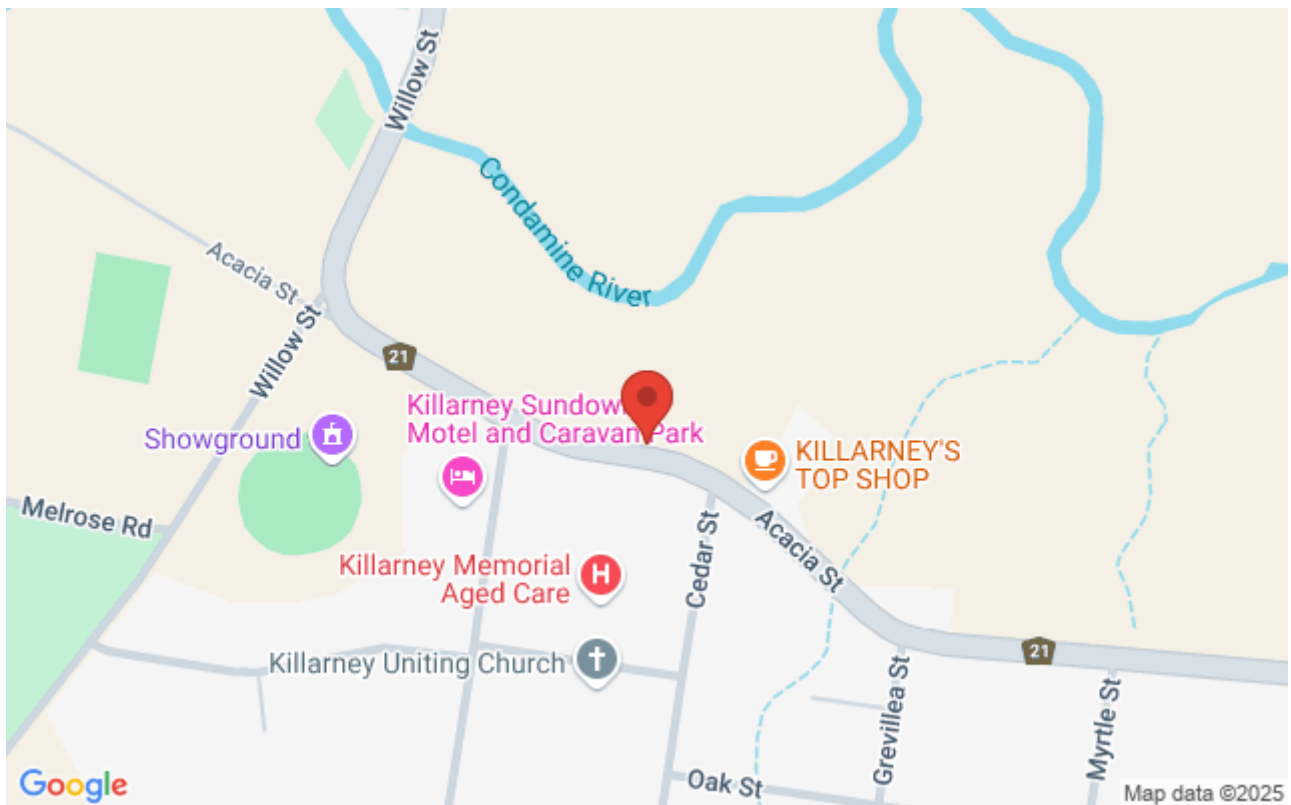 Willow St
Condamine River
Acacia St
Willow St
21
Killarney Sundow
Motel and Caravan Park
Showground
KILLARNEY'S
TOP SHOP
Melrose Rd
Acacia St
Cedar St
Killarney Memorial
Aged Care
H
Killarney Uniting Church
21
Grevillea St
Myrtle St
Oak St
Google
Map data ©2025